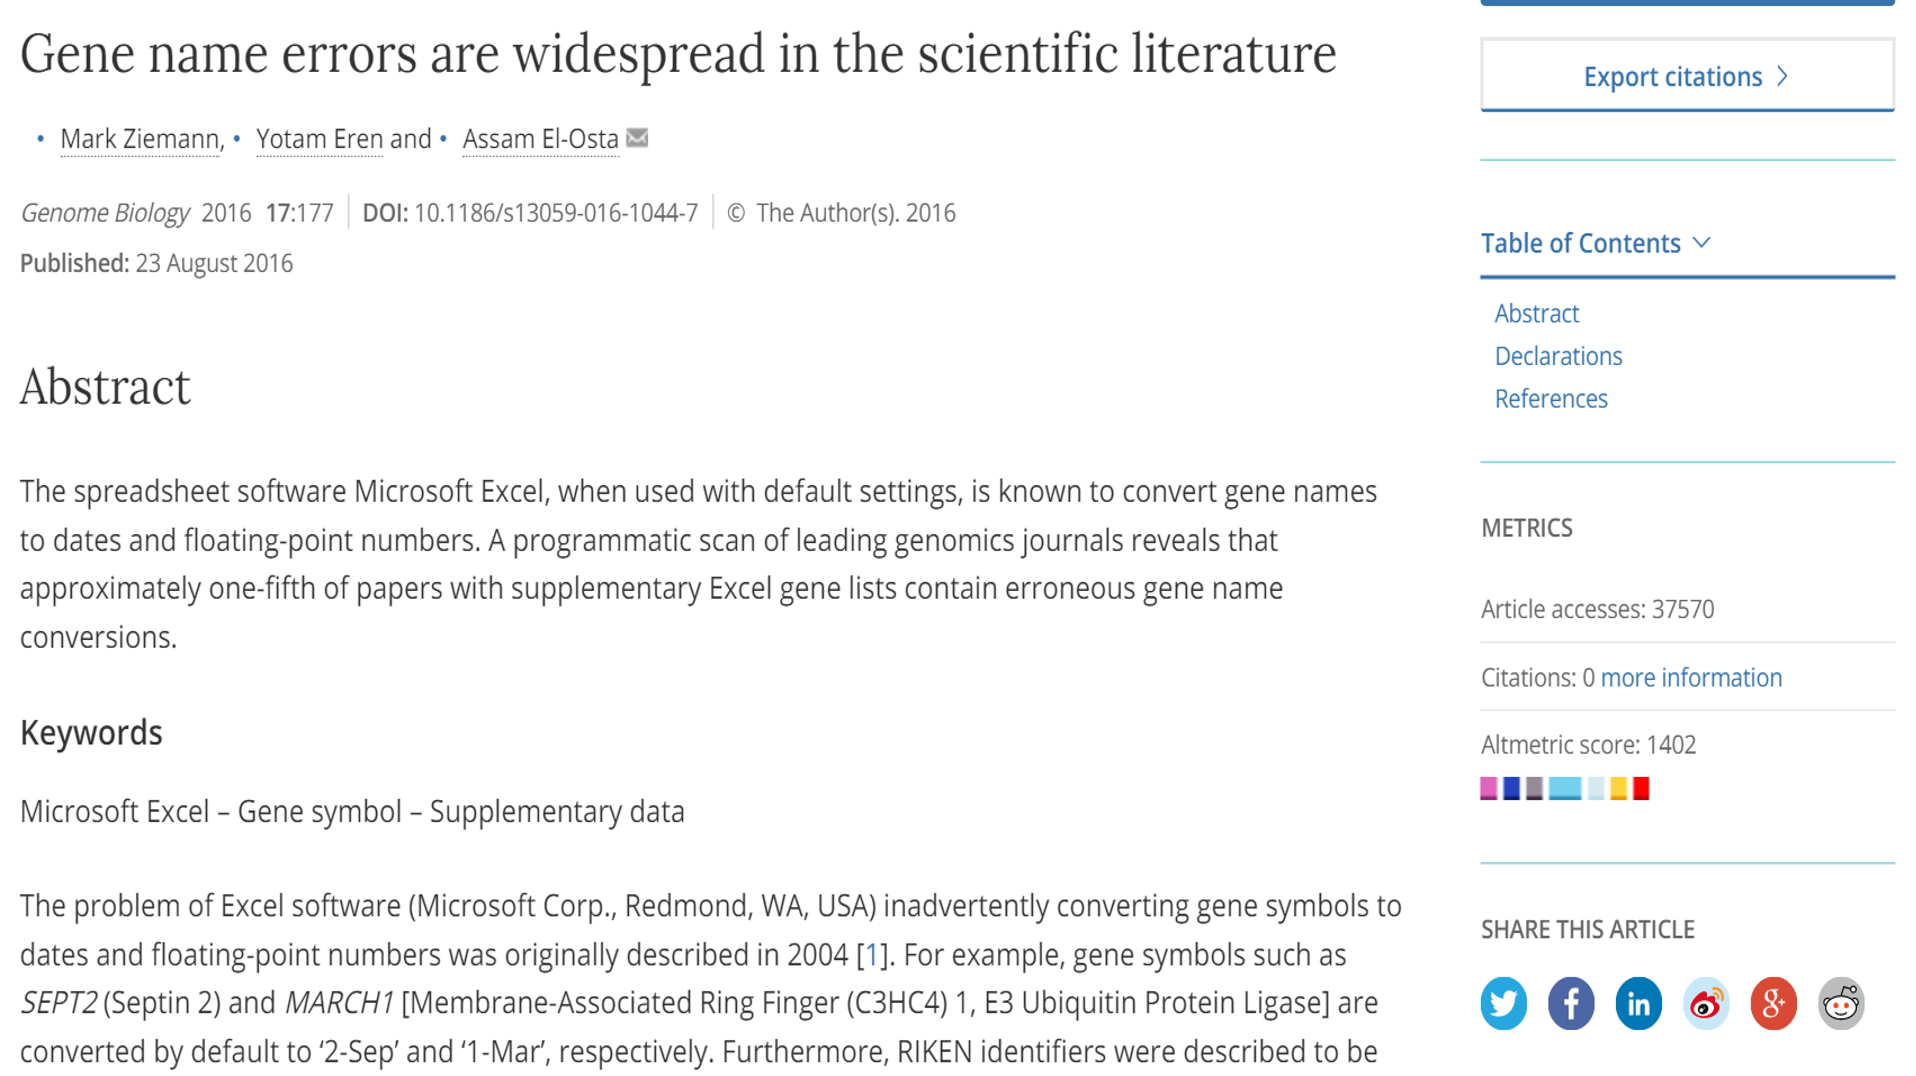 Gene name errors are widespread in the scientific literature
• Mark Ziemann, • Yotam Eren and • Assam El-Osta
Genome Biology 2016 17:177 | DOI: 10.1186/s13059-016-1044-7 | © The Author(s). 2016
Published: 23 August 2016
Abstract
The spreadsheet software Microsoft Excel, when used with default settings, is known to convert gene names
to dates and floating-point numbers. A programmatic scan of leading genomics journals reveals that
approximately one-fifth of papers with supplementary Excel gene lists contain erroneous gene name
conversions.
Keywords
Microsoft Excel – Gene symbol – Supplementary data
The problem of Excel software (Microsoft Corp., Redmond, WA, USA) inadvertently converting gene symbols to
dates and floating-point numbers was originally described in 2004 [1]. For example, gene symbols such as
SEPT2 (Septin 2) and MARCH1 [Membrane-Associated Ring Finger (C3HC4) 1, E3 Ubiquitin Protein Ligase] are
converted by default to ‘2-Sep’ and ‘1-Mar’, respectively. Furthermore, RIKEN identifiers were described to be
Export citations
Table of Contents
Abstract
Declarations
References
METRICS
Article accesses: 37570
Citations: 0 more information
Altmetric score: 1402
SHARE THIS ARTICLE